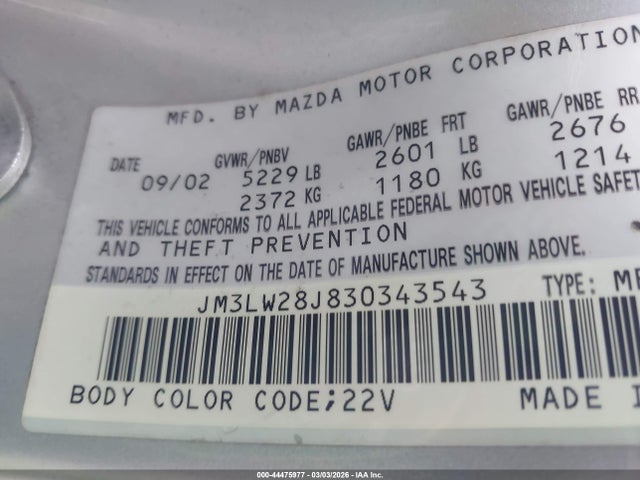 MFD. BY MAZDA MOTOR CORPORATION
DATE GVWR/PNBV GAWR/PNBE FRT GAWR/PNBE RR
09/02 5229 LB 2601 LB 2676
2372 KG 1180 KG 1214
THIS VEHICLE CONFORMS TO ALL APPLICABLE FEDERAL MOTOR VEHICLE SAFET
AND THEFT PREVENTION
STANDARDS IN EFFECT ON THE DATE OF MANUFACTURE SHOWN ABOVE.
JM3LW28J830343543 TYPE:
BODY COLOR CODE;22V MADE
000-44475977 - 03/03/2026 - IAA Inc.